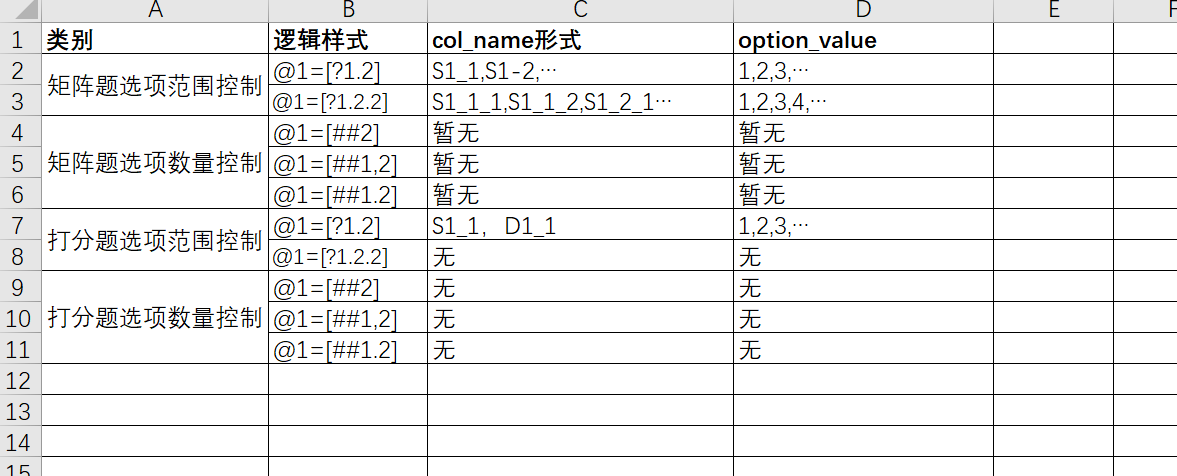 A B C D E F
1 类别 逻辑样式 col_name形式 option_value
2 矩阵题选项范围控制 @1=[?1.2] S1_1,S1-2,… 1,2,3,…
3 @1=[?1.2.2] S1_1_1,S1_1_2,S1_2_1… 1,2,3,4,…
4 矩阵题选项数量控制 @1=[##2] 暂无 暂无
5 @1=[##1,2] 暂无 暂无
6 @1=[##1.2] 暂无 暂无
7 打分题选项范围控制 @1=[?1.2] S1_1，D1_1 1,2,3,…
8 @1=[?1.2.2] 无 无
9 打分题选项数量控制 @1=[##2] 无 无
10 @1=[##1,2] 无 无
11 @1=[##1.2] 无 无
12
13
14
15